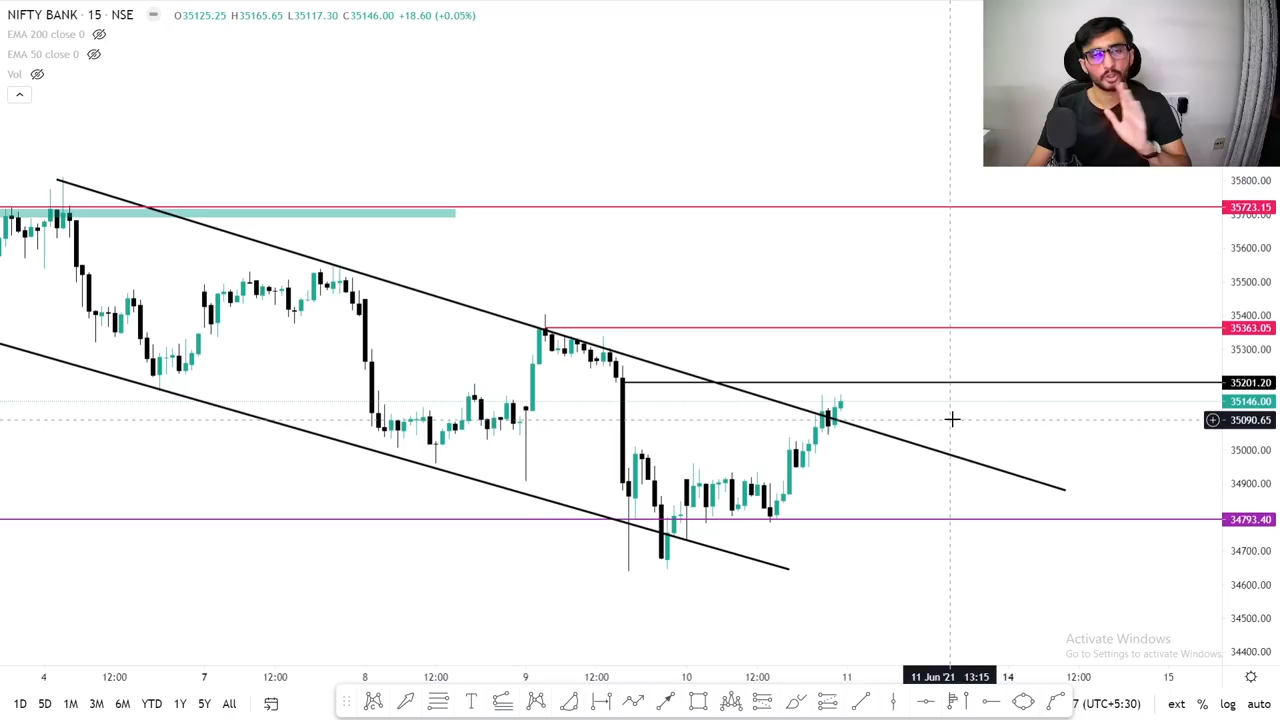 NIFTY BANK · 15 · NSE
O35125.25 H35165.65 L35117.30 C35146.00 +18.60 (+0.05%)
EMA 200 close 0
EMA 50 close 0
Vol
35800.00
35723.15
35600.00
35500.00
35400.00
35363.05
35300.00
35201.20
35146.00
35090.65
35000.00
34900.00
34793.40
34700.00
34600.00
34500.00
34400.00
Activate Windows
Go to Settings to activate Windows.
4 12:00 7 12:00 8 12:00 9 12:00 10 12:00 11 11 Jun '21 13:15 14 12:00 15
1D 5D 1M 3M 6M YTD 1Y 5Y All
7 (UTC+5:30) ext % log auto